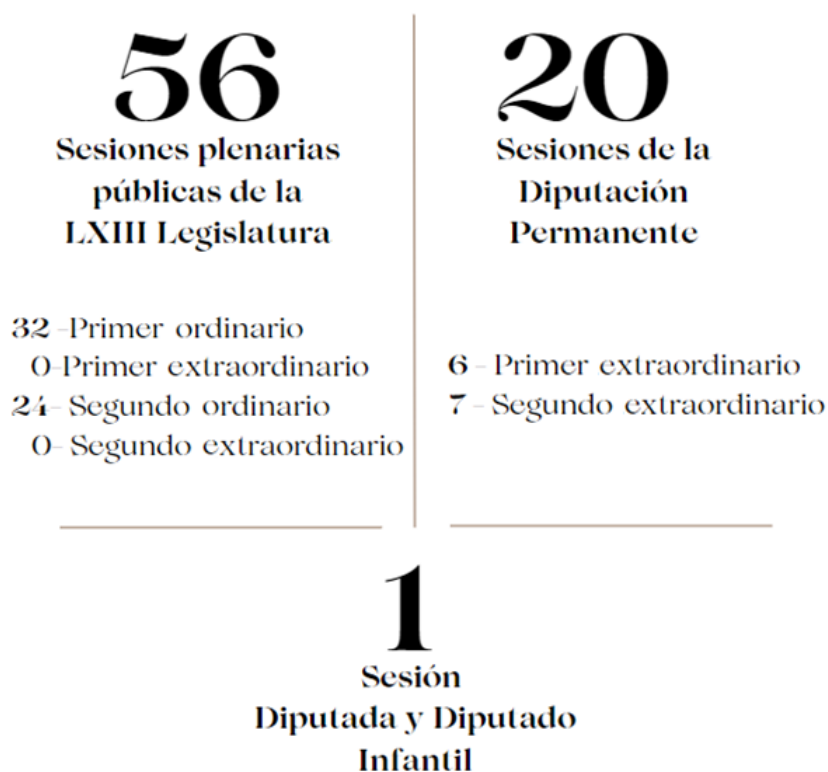 56
Sesiones plenarias
públicas de la
LXIII Legislatura
32 -Primer ordinario
0-Primer extraordinario
24- Segundo ordinario
0- Segundo extraordinario
20
Sesiones de la
Diputación
Permanente
6 - Primer extraordinario
7 - Segundo extraordinario
1
Sesión
Diputada y Diputado
Infantil